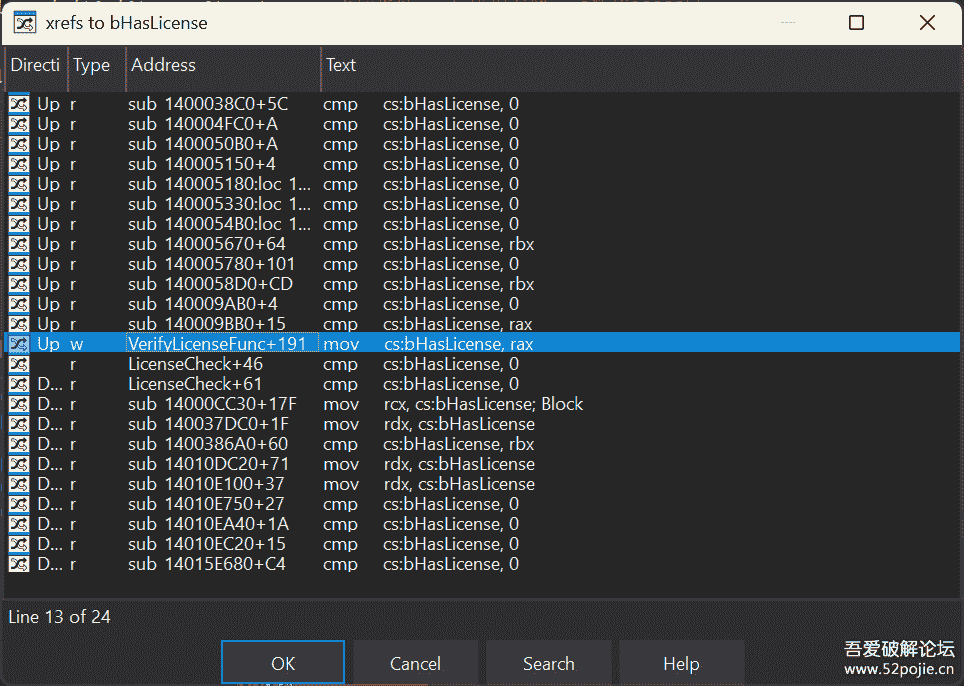 xrefs to bHasLicense
Directi Type Address Text
Up r sub 1400038C0+5C cmp cs:bHasLicense, 0
Up r sub 140004FC0+A cmp cs:bHasLicense, 0
Up r sub 1400050B0+A cmp cs:bHasLicense, 0
Up r sub 140005150+4 cmp cs:bHasLicense, 0
Up r sub 140005180:loc 1... cmp cs:bHasLicense, 0
Up r sub 140005330:loc 1... cmp cs:bHasLicense, 0
Up r sub 1400054B0:loc 1... cmp cs:bHasLicense, 0
Up r sub 140005670+64 cmp cs:bHasLicense, rbx
Up r sub 140005780+101 cmp cs:bHasLicense, 0
Up r sub 1400058D0+CD cmp cs:bHasLicense, rbx
Up r sub 140009AB0+4 cmp cs:bHasLicense, 0
Up r sub 140009BB0+15 cmp cs:bHasLicense, rax
Up w VerifyLicenseFunc+191 mov cs:bHasLicense, rax
r LicenseCheck+46 cmp cs:bHasLicense, 0
D... r LicenseCheck+61 cmp cs:bHasLicense, 0
D... r sub 14000CC30+17F mov rcx, cs:bHasLicense; Block
D... r sub 140037DC0+1F mov rdx, cs:bHasLicense
D... r sub 1400386A0+60 cmp cs:bHasLicense, rbx
D... r sub 14010DC20+71 mov rdx, cs:bHasLicense
D... r sub 14010E100+37 mov rdx, cs:bHasLicense
D... r sub 14010E750+27 cmp cs:bHasLicense, 0
D... r sub 14010EA40+1A cmp cs:bHasLicense, 0
D... r sub 14010EC20+15 cmp cs:bHasLicense, 0
D... r sub 14015E680+C4 cmp cs:bHasLicense, 0
Line 13 of 24
OK Cancel Search Help
吾爱破解论坛
www.52pojie.cn